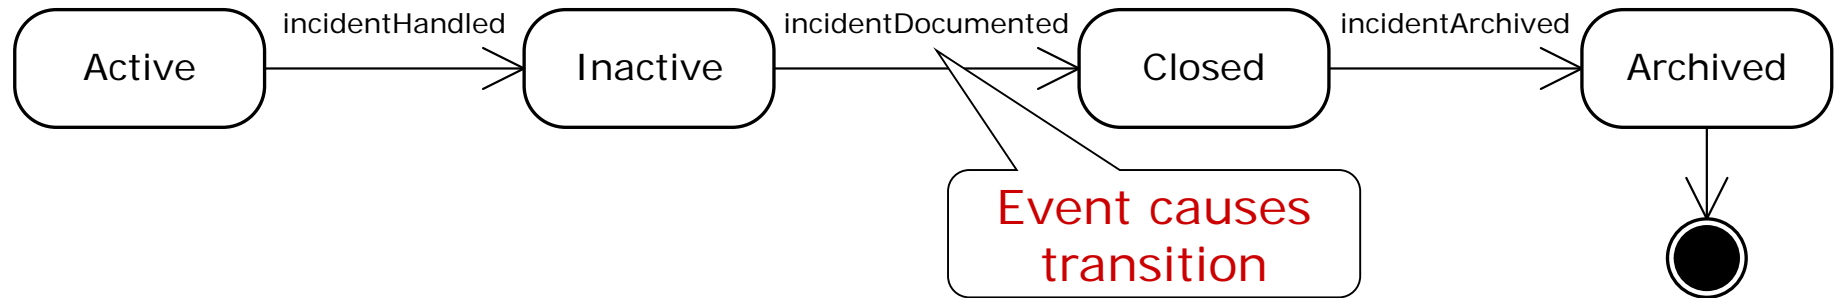 incidentHandled
incidentDocumented
incidentArchived
Active
Inactive
Closed
Archived
Event causes
transition